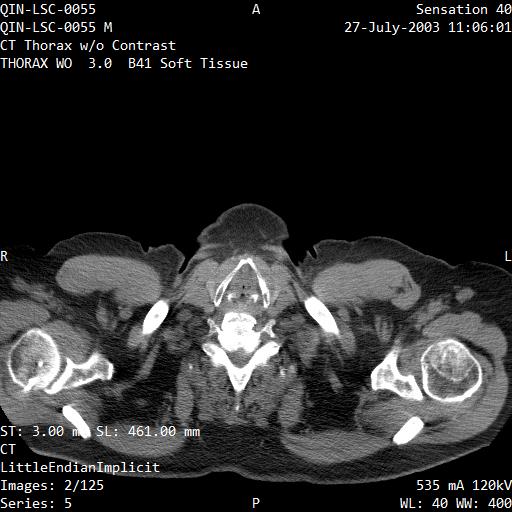 QIN-LSC-0055 A Sensation 40
QIN-LSC-0055 M 27-July-2003 11:06:01
CT Thorax w/o Contrast
THORAX WO 3.0 B41 Soft Tissue
R L
ST: 3.00 m SL: 461.00 mm
CT
LittleEndianImplicit
Images: 2/125 535 mA 120kV
Series: 5 P WL: 40 WW: 400